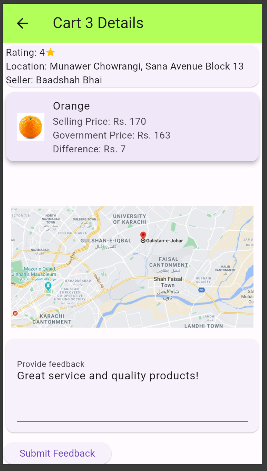 Cart 3 Details
Rating: 4⭐
Location: Munawer Chowrangi, Sana Avenue Block 13
Seller: Baadshah Bhai
Orange
Selling Price: Rs. 170
Government Price: Rs. 163
Difference: Rs. 7
UNIVERSITY
OF KARACHI
GULSHAN-E-IQBAL
Gulistan-e-Johar
FAISAL
CANTONMENT
Shah Faisal
Town
KARACHI
CANTONMENT
LANDHI TOWN
Provide feedback
Great service and quality products!
Submit Feedback